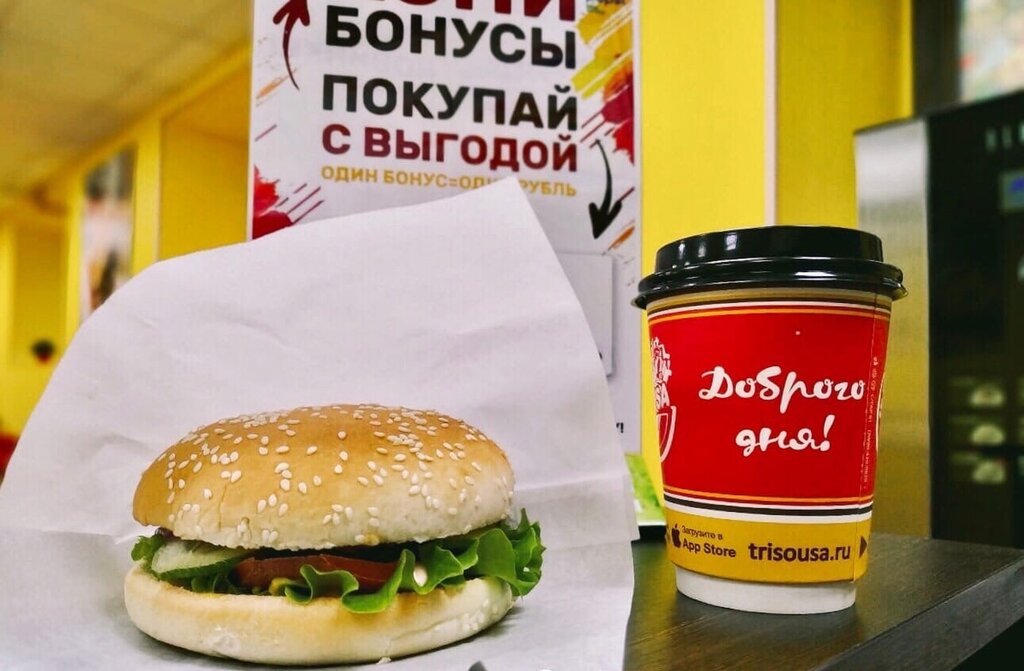 БОНУСЫ
ПОКУПАЙ
С ВЫГОДОЙ
ОДИН БОНУС=ОДИН РУБЛЬ
Доброго
дня!
Загрузите в
App Store
trisousa.ru